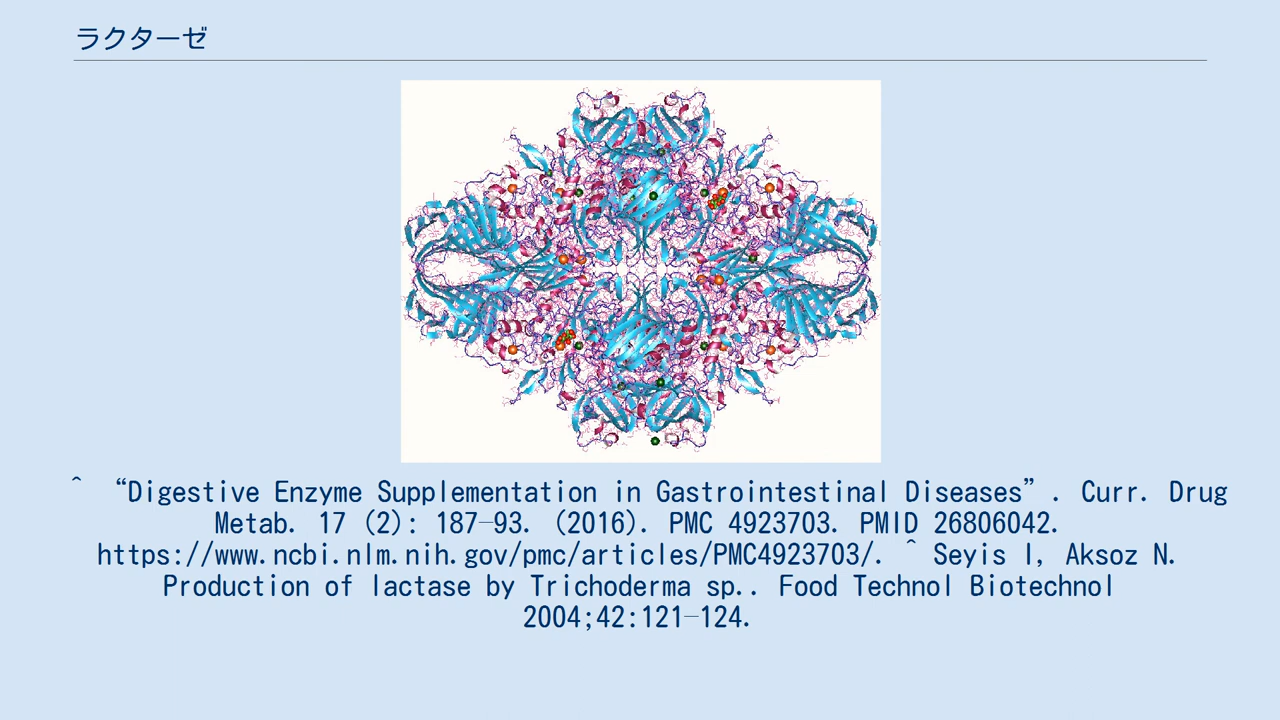 ラクターゼ
^ “Digestive Enzyme Supplementation in Gastrointestinal Diseases”. Curr. Drug
Metab. 17 (2): 187–93. (2016). PMC 4923703. PMID 26806042.
https://www.ncbi.nlm.nih.gov/pmc/articles/PMC4923703/. ^ Seyis I, Aksoz N.
Production of lactase by Trichoderma sp.. Food Technol Biotechnol
2004;42:121–124.